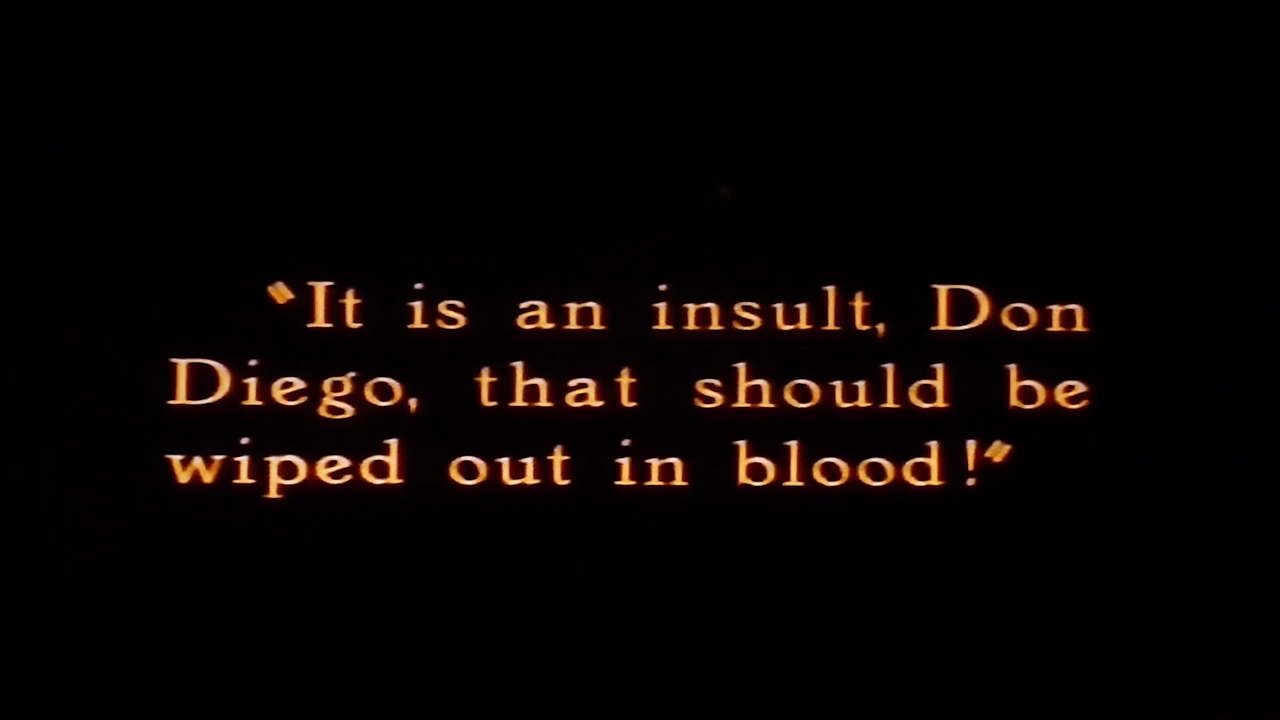 "It is an insult, Don
Diego, that should be
wiped out in blood!"